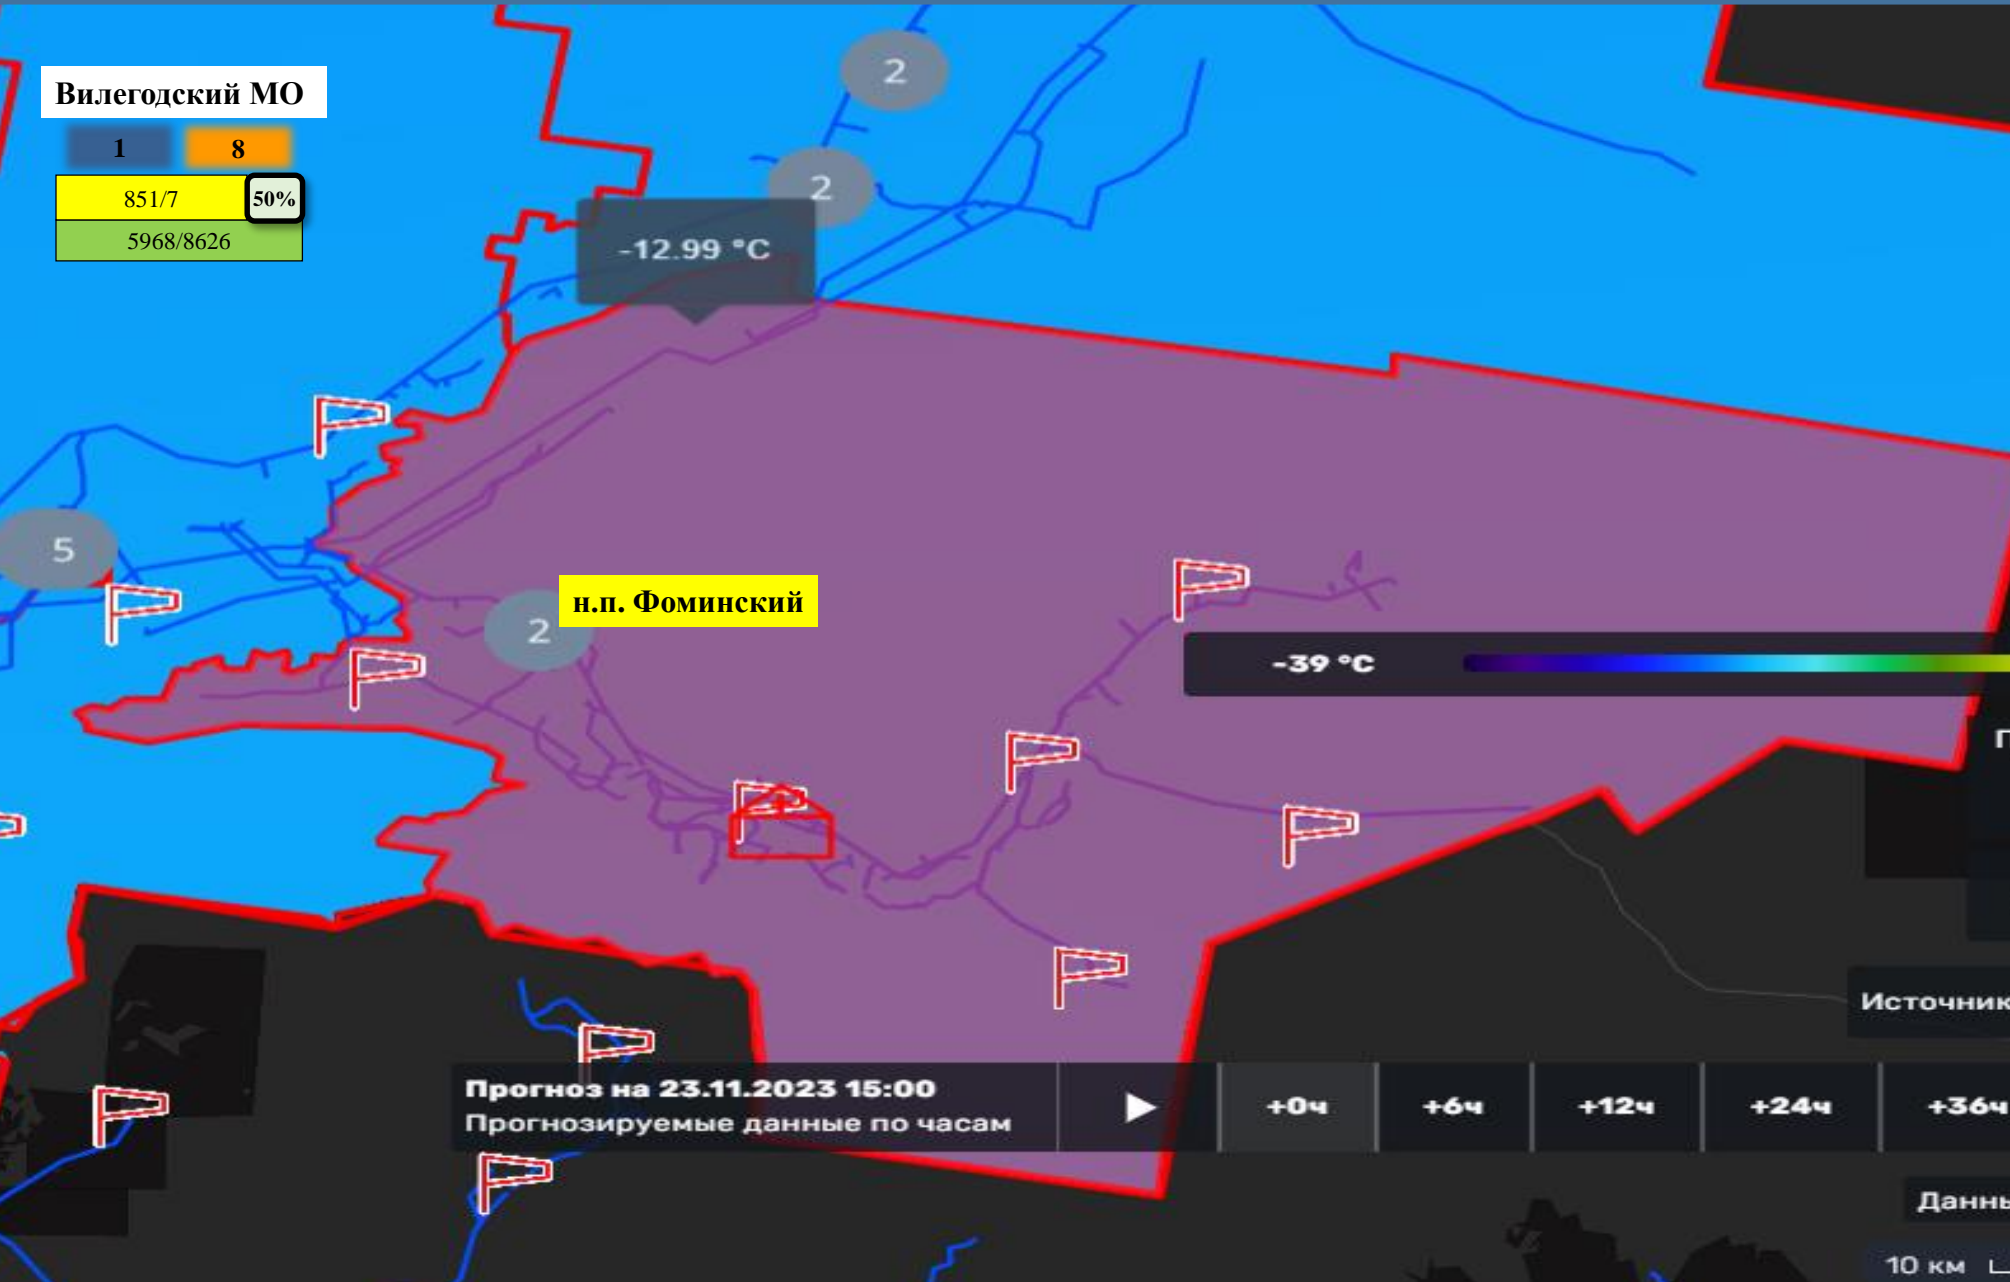 2
Вилегодский МО
1 8
851/7 50%
2
5968/8626
-12.99 °C
5
2
н.п. Фоминский
-39 °C
П
Источник
Прогноз на 23.11.2023 15:00
Прогнозируемые данные по часам
+0ч +6ч +12ч +24ч +36ч
Данны
10 км